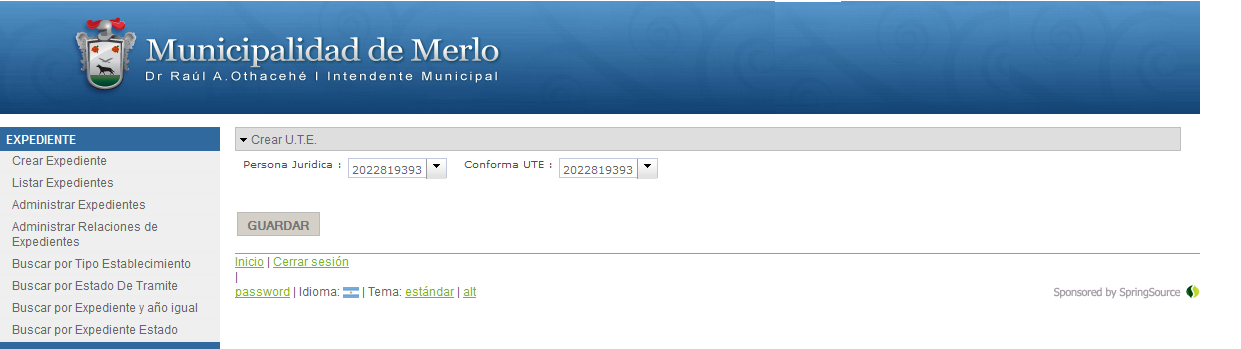 Municipalidad de Merlo
Dr Raúl A.Othacehé I Intendente Municipal
EXPEDIENTE
Crear Expediente
Listar Expedientes
Administrar Expedientes
Administrar Relaciones de
Expedientes
Buscar por Tipo Establecimiento
Buscar por Estado De Tramite
Buscar por Expediente y año igual
Buscar por Expediente Estado
Crear U.T.E.
Persona Juridica : 2022819393 Conforma UTE : 2022819393
GUARDAR
Inicio | Cerrar sesión
|
password | Idioma: | Tema: estándar | alt
Sponsored by SpringSource